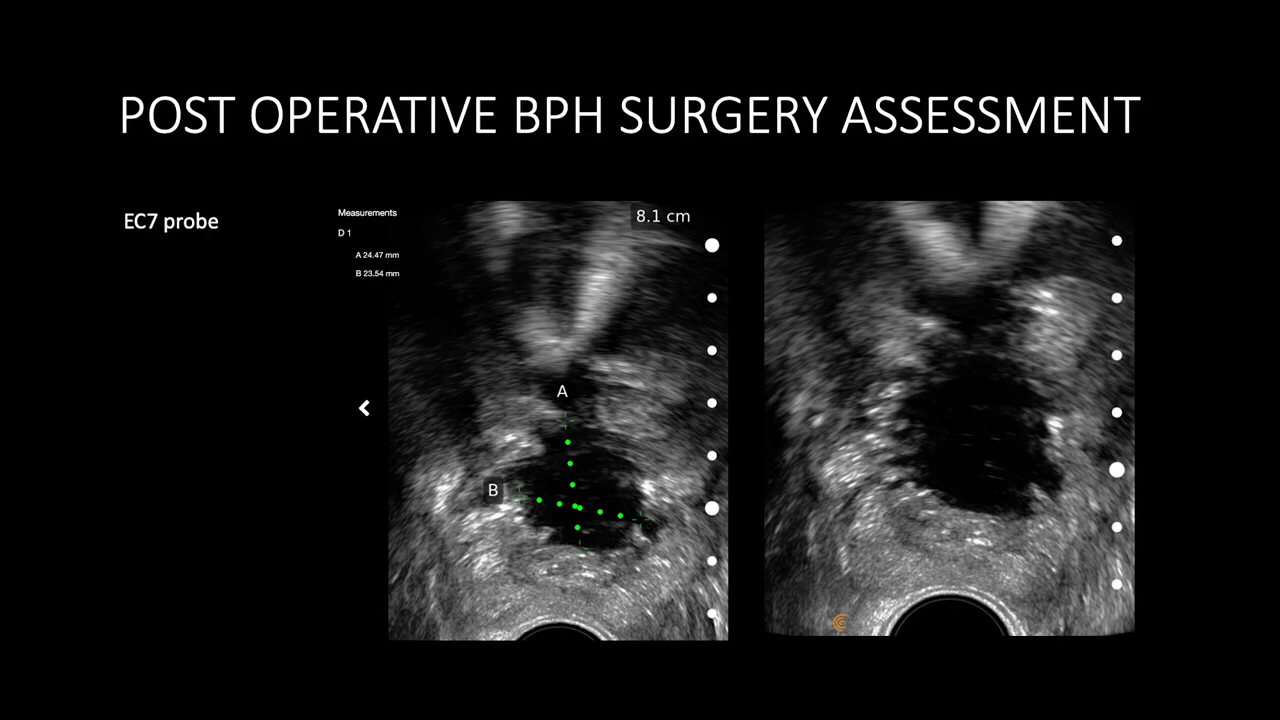 POST OPERATIVE BPH SURGERY ASSESSMENT
EC7 probe
Measurements
D 1
A 24.47 mm
B 23.54 mm
8.1 cm
A
B